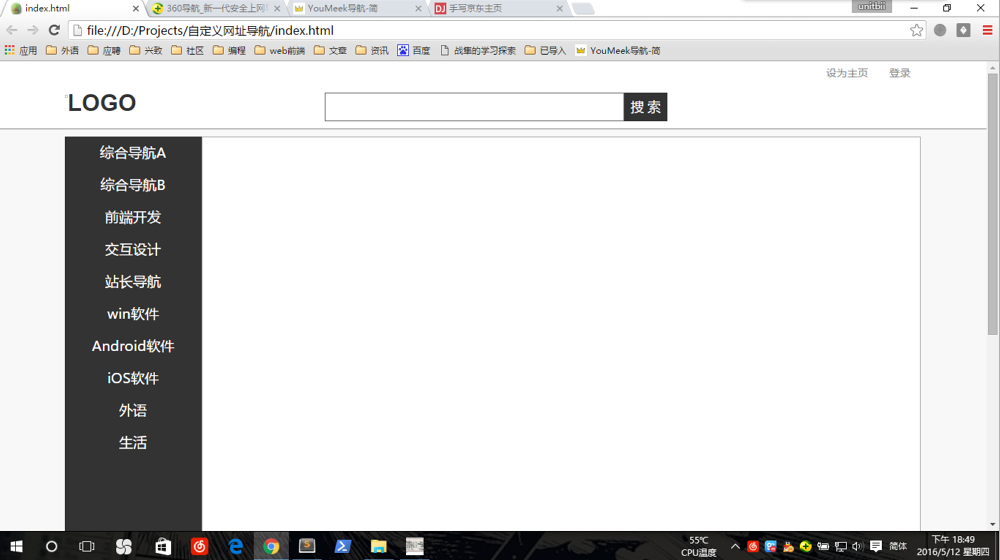 unitbii
index.html
360导航_新一代安全上网
YouMeek导航-简
手写京东主页
file:///D:/Projects/自定义网址导航/index.html
应用 外语 应聘 兴致 社区 编程 web前端 文章 资讯 百度 战隼的学习探索 已导入 YouMeek导航-简
设为主页 登录
LOGO
搜 索
综合导航A
综合导航B
前端开发
交互设计
站长导航
win软件
Android软件
iOS软件
外语
生活
55℃
CPU温度
简体
下午 18:49
2016/5/12 星期四